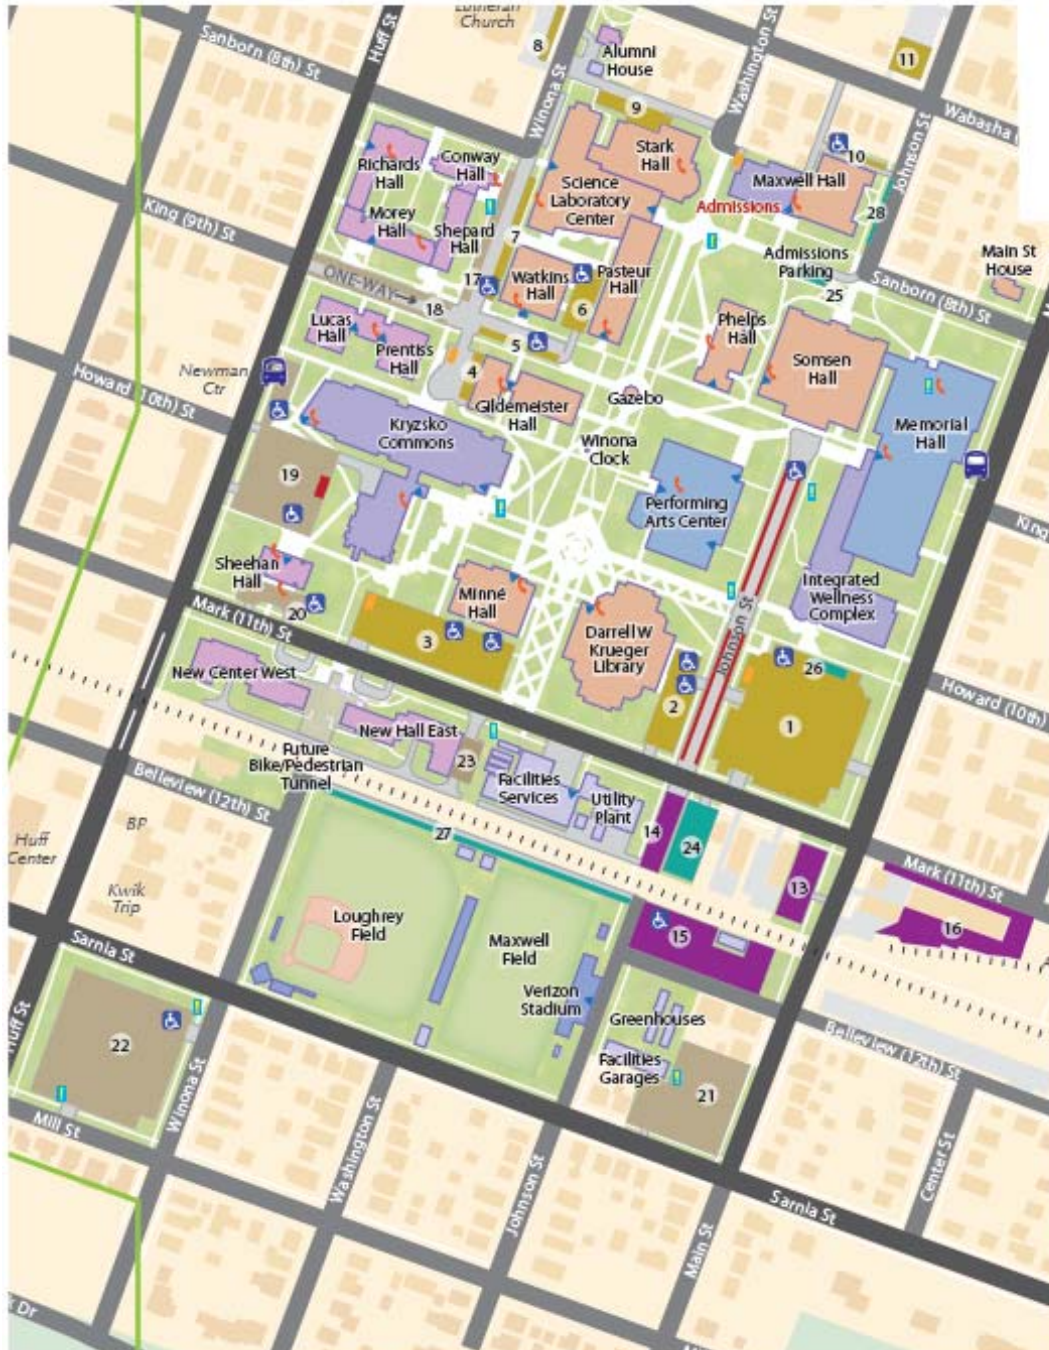 Lutheran
Church
8
Alumni
House
11
Sanborn (8th) St
Huff St
Winona St
Washington St
9
Wabasha
Johnson St
Richards
Hall
Conway
Hall
Stark
Hall
10
Maxwell Hall
Science
Laboratory
Center
Admissions
28
King (9th) St
Morey
Hall
Shepard
Hall
7
Admissions
Parking
Main St
House
ONE-WAY
17
Watkins
Hall
Pasteur
Hall
Sanborn (8th) St
18
6
25
Lucas
Hall
Prentiss
Hall
5
Phelps
Hall
Somsen
Hall
Newman
Ctr
Howard (10th) St
4
Gildemeister
Hall
Gazebo
Kryzsko
Commons
Winona
Clock
Memorial
Hall
19
Performing
Arts Center
King
Sheehan
Hall
Integrated
Wellness
Complex
20
Minné
Hall
Mark (11th) St
3
Darrell W
Krueger
Library
Johnson St
26
New Center West
2
1
Howard (10th)
New Hall East
Future
Bike/Pedestrian
Tunnel
23
Facilities
Services
Utility
Plant
Belleview (12th) St
BP
27
14
24
Huff
Center
13
Mark (11th) St
Kwik
Trip
Loughrey
Field
Maxwell
Field
15
16
Sarnia St
Verizon
Stadium
Greenhouses
Belleview (12th) St
Huff St
22
Facilities
Garages
21
Winona St
Mill St
Washington St
Johnson St
Center St
Sarnia St
Main St
Dr